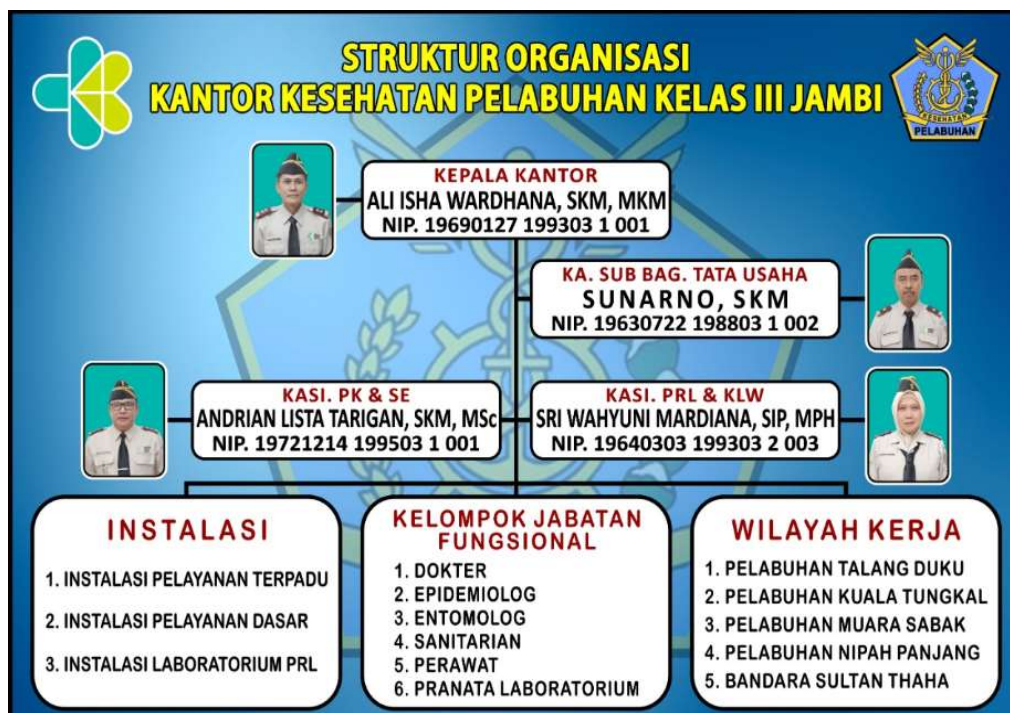 STRUKTUR ORGANISASI
KANTOR KESEHATAN PELABUHAN KELAS III JAMBI
KESEHATAN
PELABUHAN
KEPALA KANTOR
ALI ISHA WARDHANA, SKM, MKM
NIP. 19690127 199303 1 001
KA. SUB BAG. TATA USAHA
SUNARNO, SKM
NIP. 19630722 198803 1 002
KASI. PK & SE
ANDRIAN LISTA TARIGAN, SKM, MSc
NIP. 19721214 199503 1 001
KASI. PRL & KLW
SRI WAHYUNI MARDIANA, SIP, MPH
NIP. 19640303 199303 2 003
INSTALASI
1. INSTALASI PELAYANAN TERPADU
2. INSTALASI PELAYANAN DASAR
3. INSTALASI LABORATORIUM PRL
KELOMPOK JABATAN
FUNGSIONAL
1. DOKTER
2. EPIDEMIOLOG
3. ENTOMOLOG
4. SANITARIAN
5. PERAWAT
6. PRANATA LABORATORIUM
WILAYAH KERJA
1. PELABUHAN TALANG DUKU
2. PELABUHAN KUALA TUNGKAL
3. PELABUHAN MUARA SABAK
4. PELABUHAN NIPAH PANJANG
5. BANDARA SULTAN THAHA